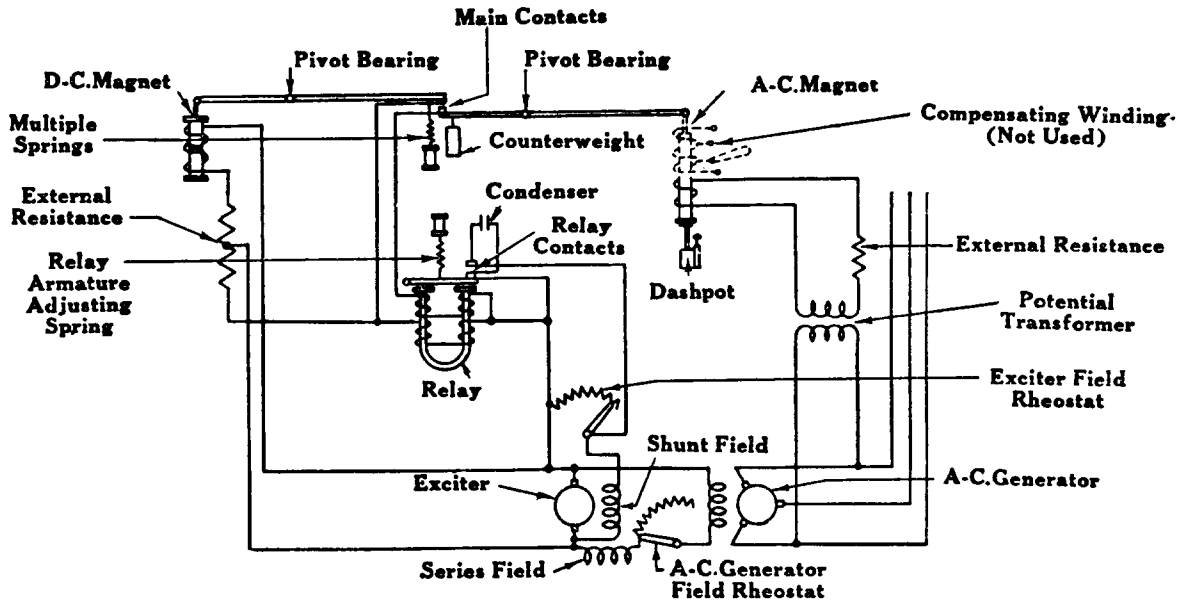 Main Contacts
Pivot Bearing
Pivot Bearing
D-C.Magnet
A-C.Magnet
Multiple
Springs
Counterweight
Compensating Winding-
(Not Used)
External
Resistance
Condenser
Relay
Contacts
External Resistance
Relay
Armature
Adjusting
Spring
Dashpot
Potential
Transformer
Relay
Exciter Field
Rheostat
Shunt Field
Exciter
A-C.Generator
Series Field
A-C.Generator
Field Rheostat